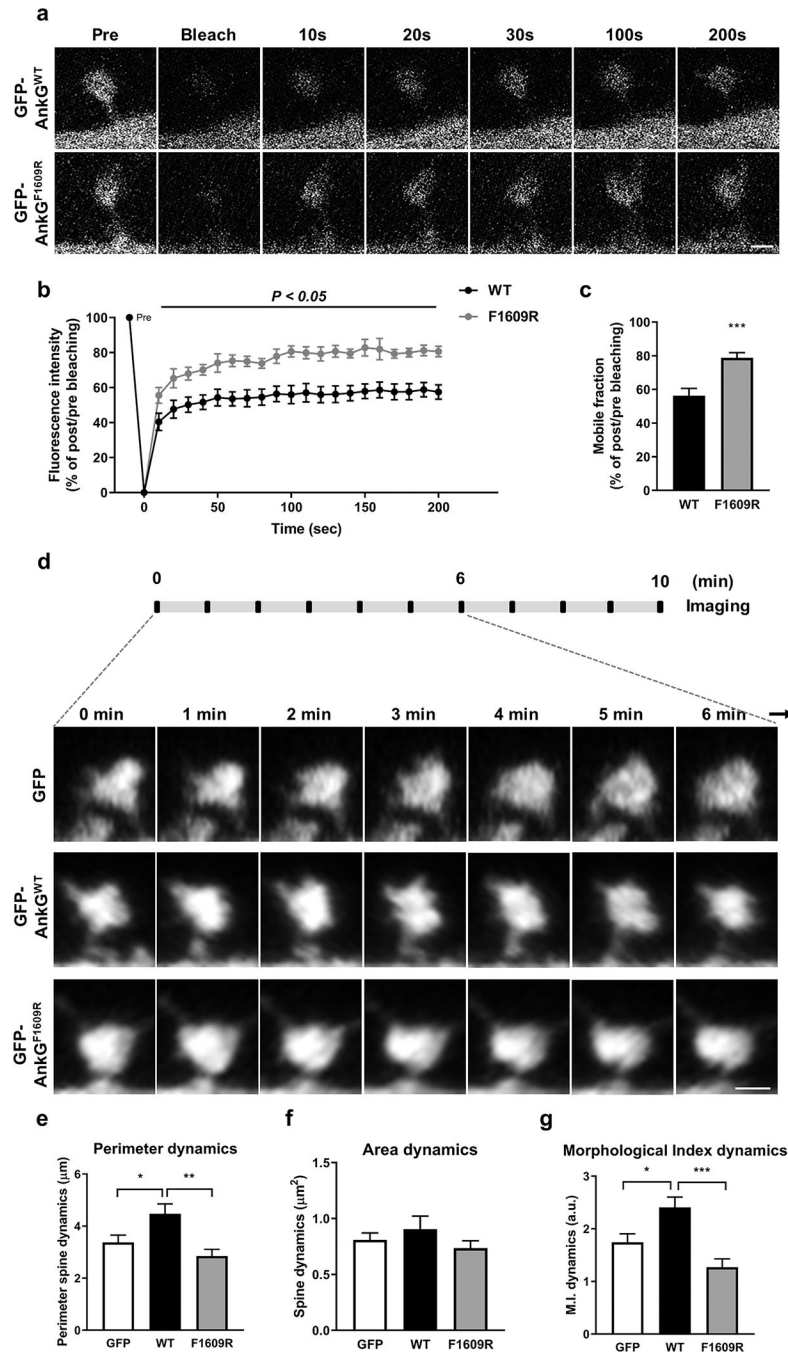 a
Pre Bleach 10s 20s 30s 100s 200s
GFP-
AnkG^WT
GFP-
AnkG^F1609R
b
P < 0.05
WT
F1609R
Fluorescence intensity
(% of post/pre bleaching)
100
80
60
40
20
0
Pre
0 50 100 150 200
Time (sec)
c
***
Mobile fraction
(% of post/pre bleaching)
100
80
60
40
20
0
WT F1609R
d
0 6 10 (min)
Imaging
0 min 1 min 2 min 3 min 4 min 5 min 6 min
GFP
GFP-
AnkG^WT
GFP-
AnkG^F1609R
e
Perimeter dynamics
* **
Perimeter spine dynamics (μm)
6
4
2
0
GFP WT F1609R
f
Area dynamics
Spine dynamics (μm²)
1.5
1.0
0.5
0.0
GFP WT F1609R
g
Morphological Index dynamics
* ***
M.I. dynamics (a.u.)
3
2
1
0
GFP WT F1609R